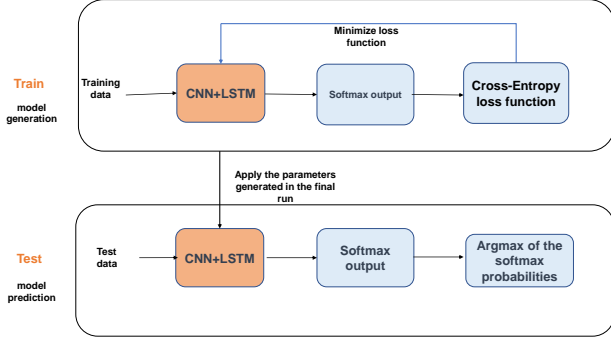 Minimize loss
function
Train
model
generation
Training
data
CNN+LSTM
Softmax output
Cross-Entropy
loss function
Apply the parameters
generated in the final
run
Test
model
prediction
Test
data
CNN+LSTM
Softmax
output
Argmax of the
softmax
probabilities